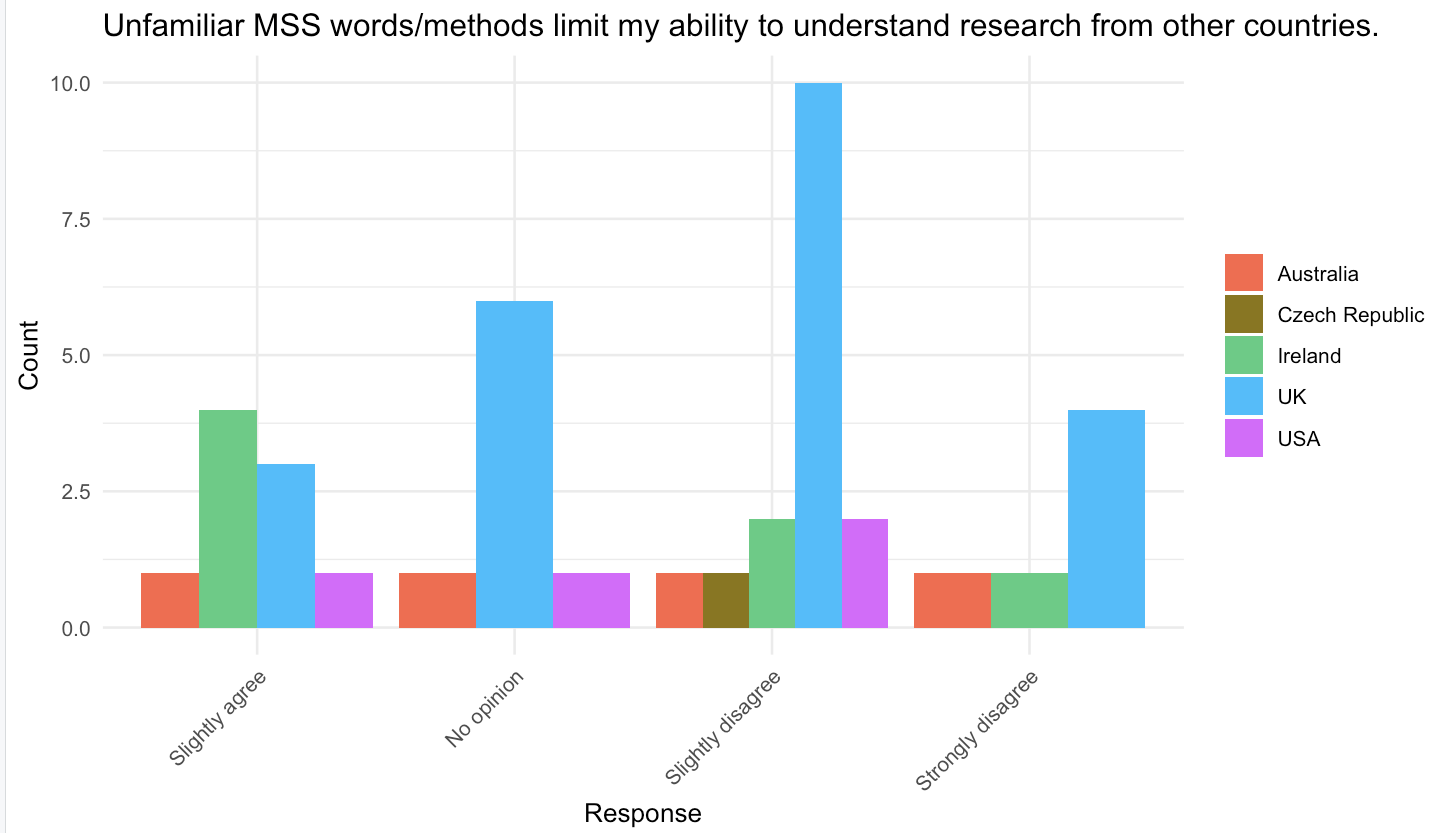 Unfamiliar MSS words/methods limit my ability to understand research from other countries.
10.0
7.5
5.0
2.5
0.0
Count
Slightly agree
No opinion
Slightly disagree
Strongly disagree
Response
Australia
Czech Republic
Ireland
UK
USA